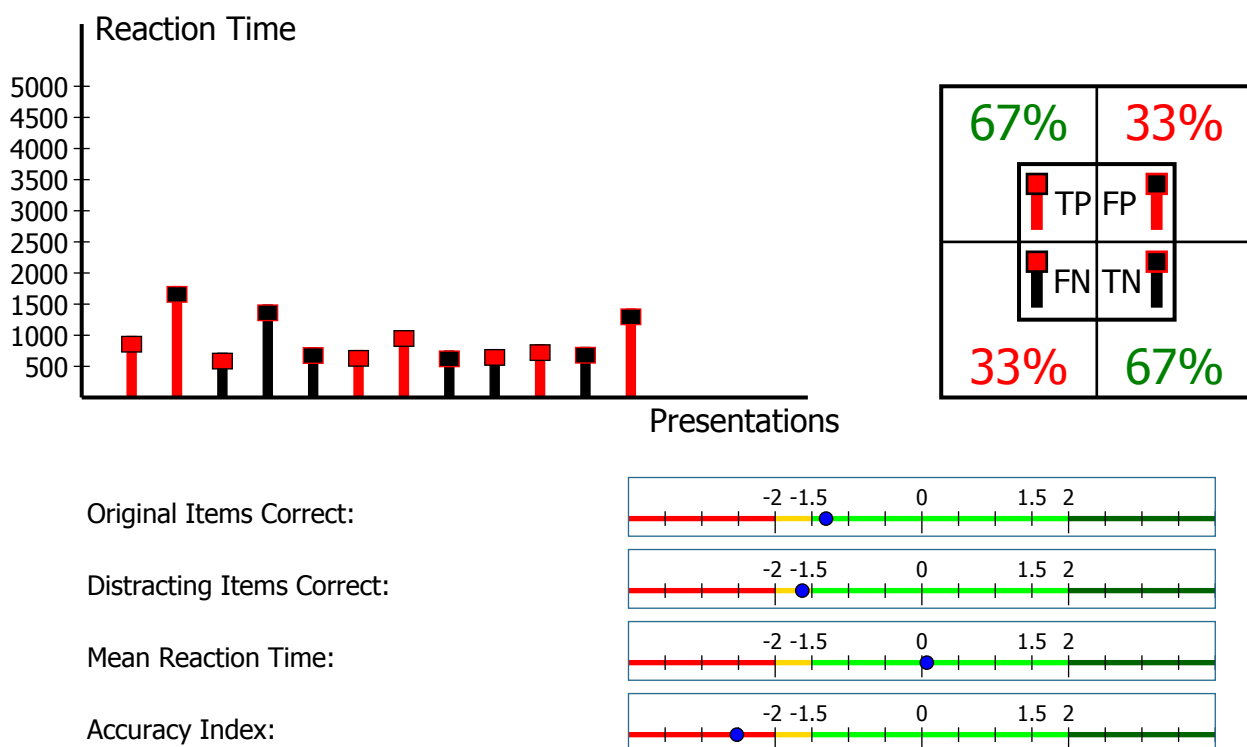 Reaction Time
5000
4500
4000
3500
3000
2500
2000
1500
1000
500
Presentations
67% 33%
TP FP
FN TN
33% 67%
Original Items Correct:
-2 -1.5 0 1.5 2
Distracting Items Correct:
-2 -1.5 0 1.5 2
Mean Reaction Time:
-2 -1.5 0 1.5 2
Accuracy Index:
-2 -1.5 0 1.5 2